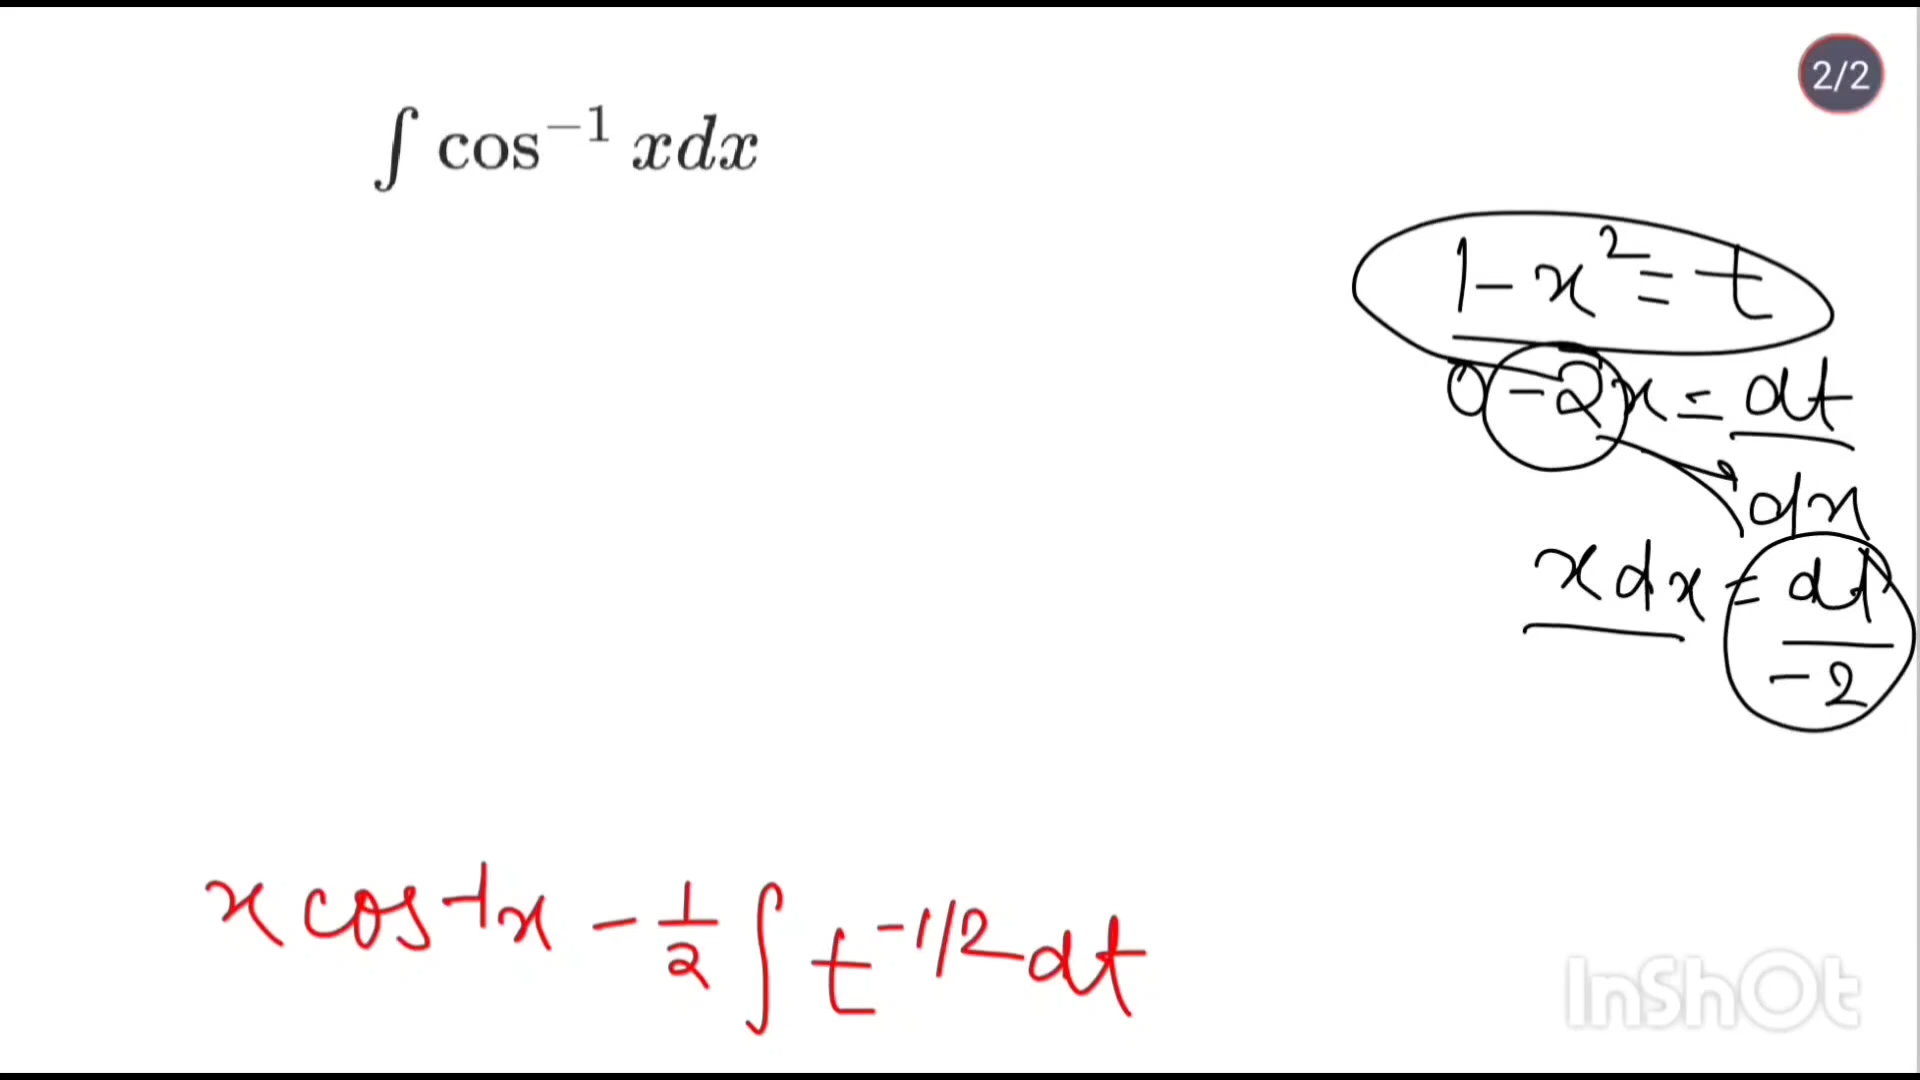 2/2
∫ cos⁻¹ xdx
1 - x² = t
0 - 2x = dt
dx
x dx = dt
-2
x cos⁻¹x - 1/2 ∫ t^(-1/2) dt
InShOt